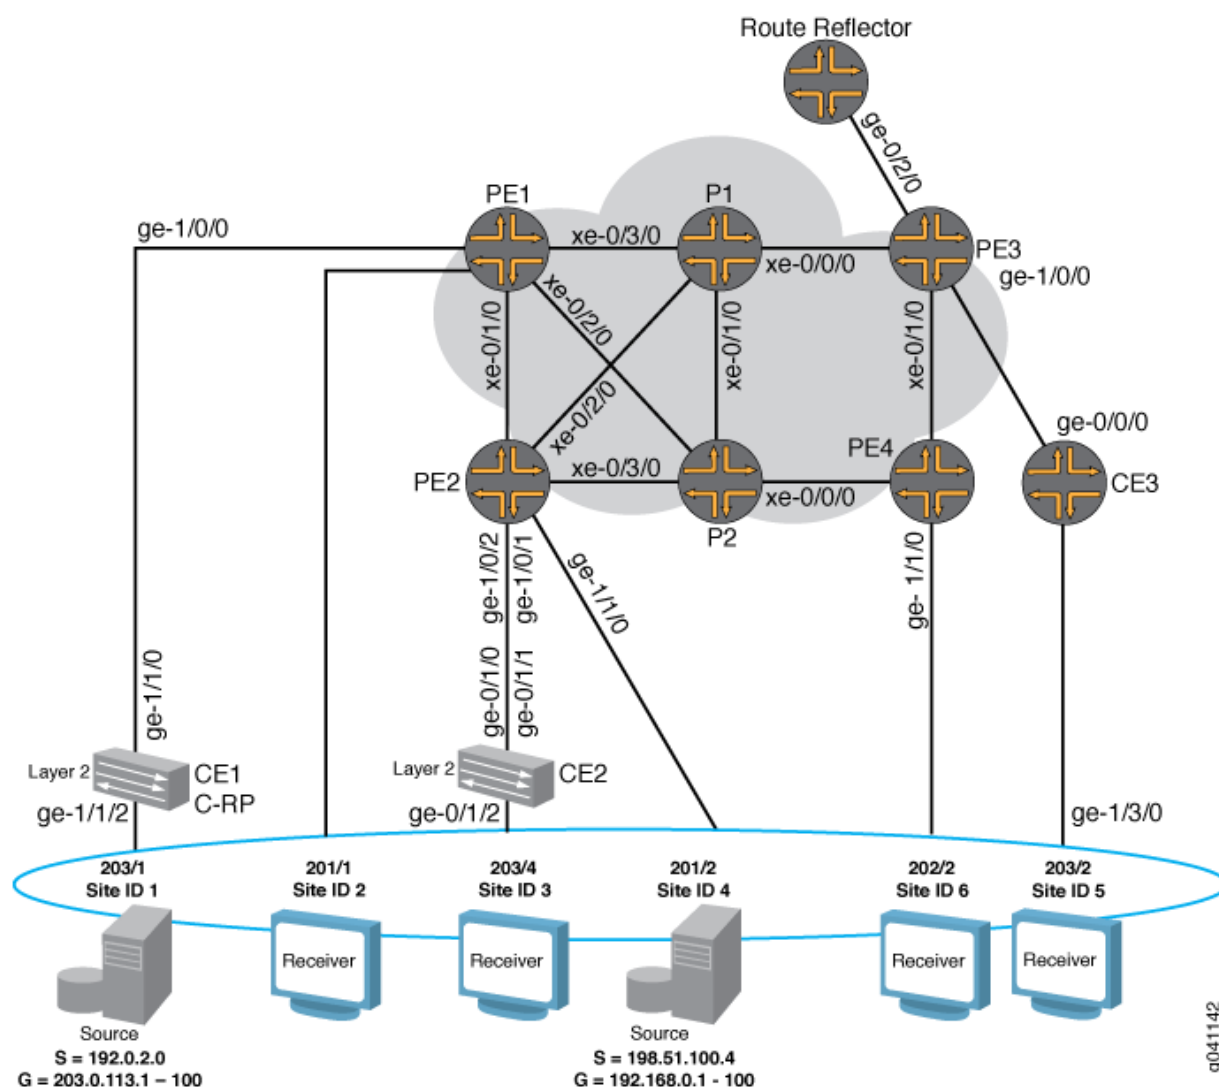 Route Reflector
ge-0/2/0
PE1
P1
ge-1/0/0
xe-0/3/0
xe-0/0/0
PE3
ge-1/0/0
xe-0/2/0
xe-0/1/0
xe-0/1/0
xe-0/1/0
xe-0/2/0
ge-0/0/0
PE4
PE2
xe-0/3/0
xe-0/0/0
CE3
P2
ge-1/0/2
ge-1/0/1
ge-1/1/0
ge- 1/1/0
ge-1/1/0
ge-0/1/0
ge-0/1/1
Layer 2
CE1
C-RP
Layer 2
CE2
ge-1/1/2
ge-0/1/2
ge-1/3/0
203/1
Site ID 1
201/1
Site ID 2
203/4
Site ID 3
201/2
Site ID 4
202/2
Site ID 6
203/2
Site ID 5
Receiver
Receiver
Receiver
Receiver
Source
S = 192.0.2.0
G = 203.0.113.1 – 100
Source
S = 198.51.100.4
G = 192.168.0.1 - 100
g041142